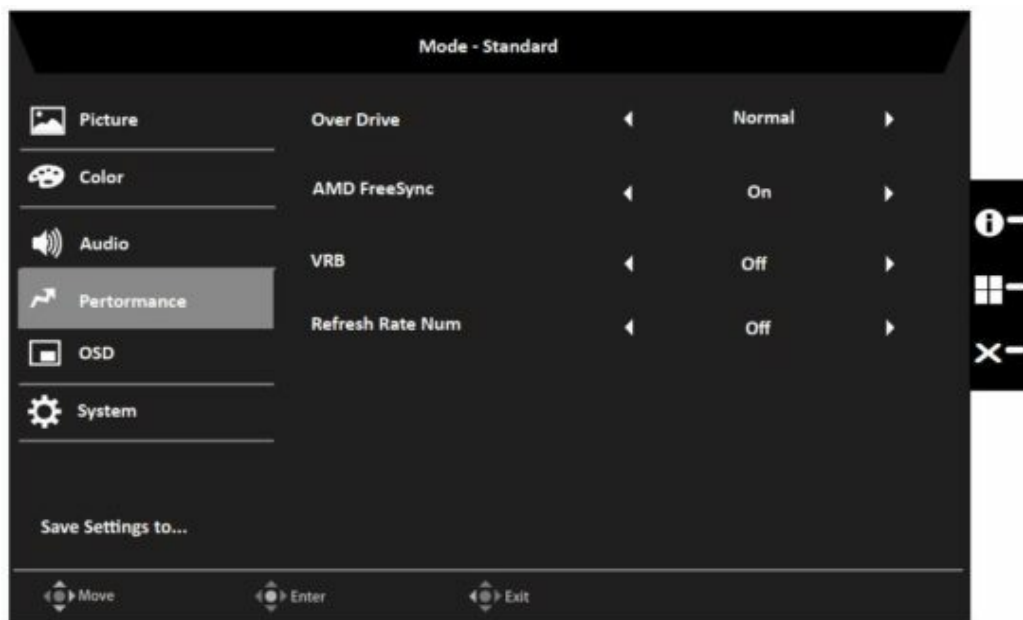 Mode - Standard
Picture
Color
Audio
Pertormance
OSD
System
Save Settings to...
Over Drive Normal
AMD FreeSync On
VRB Off
Refresh Rate Num Off
Move Enter Exit